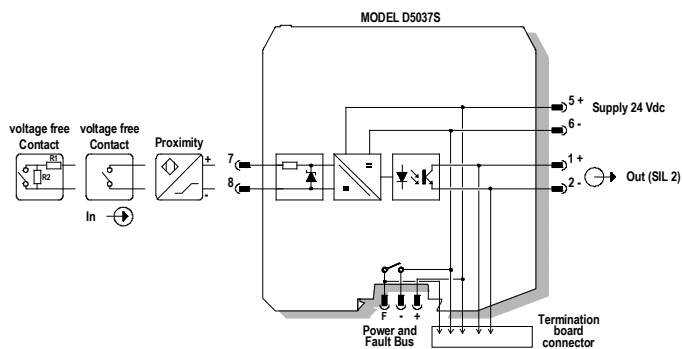 MODEL D5037S
5 +
Supply 24 Vdc
6 -
voltage free
Contact
voltage free
Contact
Proximity
R1
R2
+
-
7
8
=
=
1 +
2 -
Out (SIL 2)
In
F
-
+
Power and
Fault Bus
Termination
board
connector